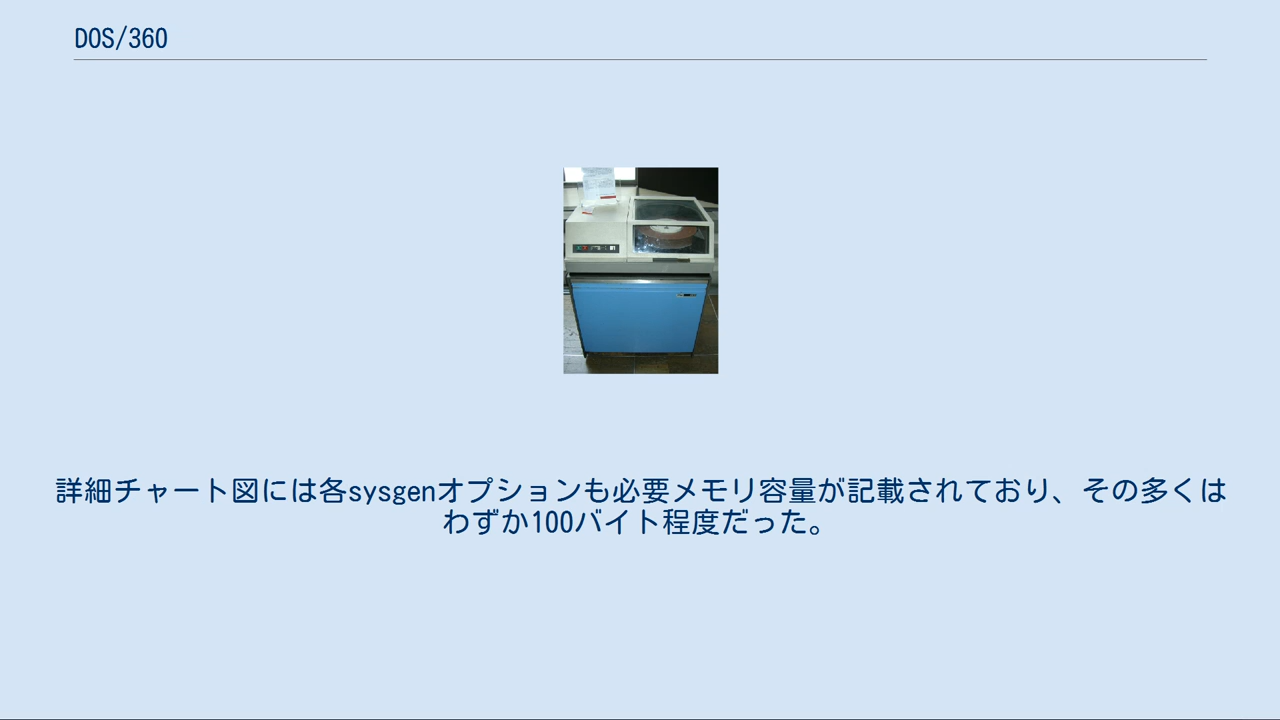 DOS/360
詳細チャート図には各sysgenオプションも必要メモリ容量が記載されており、その多くは
わずか100バイト程度だった。